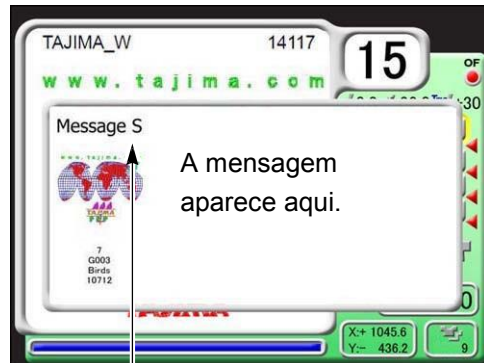 TAJIMA_W 14117
15
www.tajima.com
OF
+30
Message S
A mensagem
aparece aqui.
TAJIMA
7
G003
Birds
10712
0
X:+ 1045.6
Y:- 436.2
9